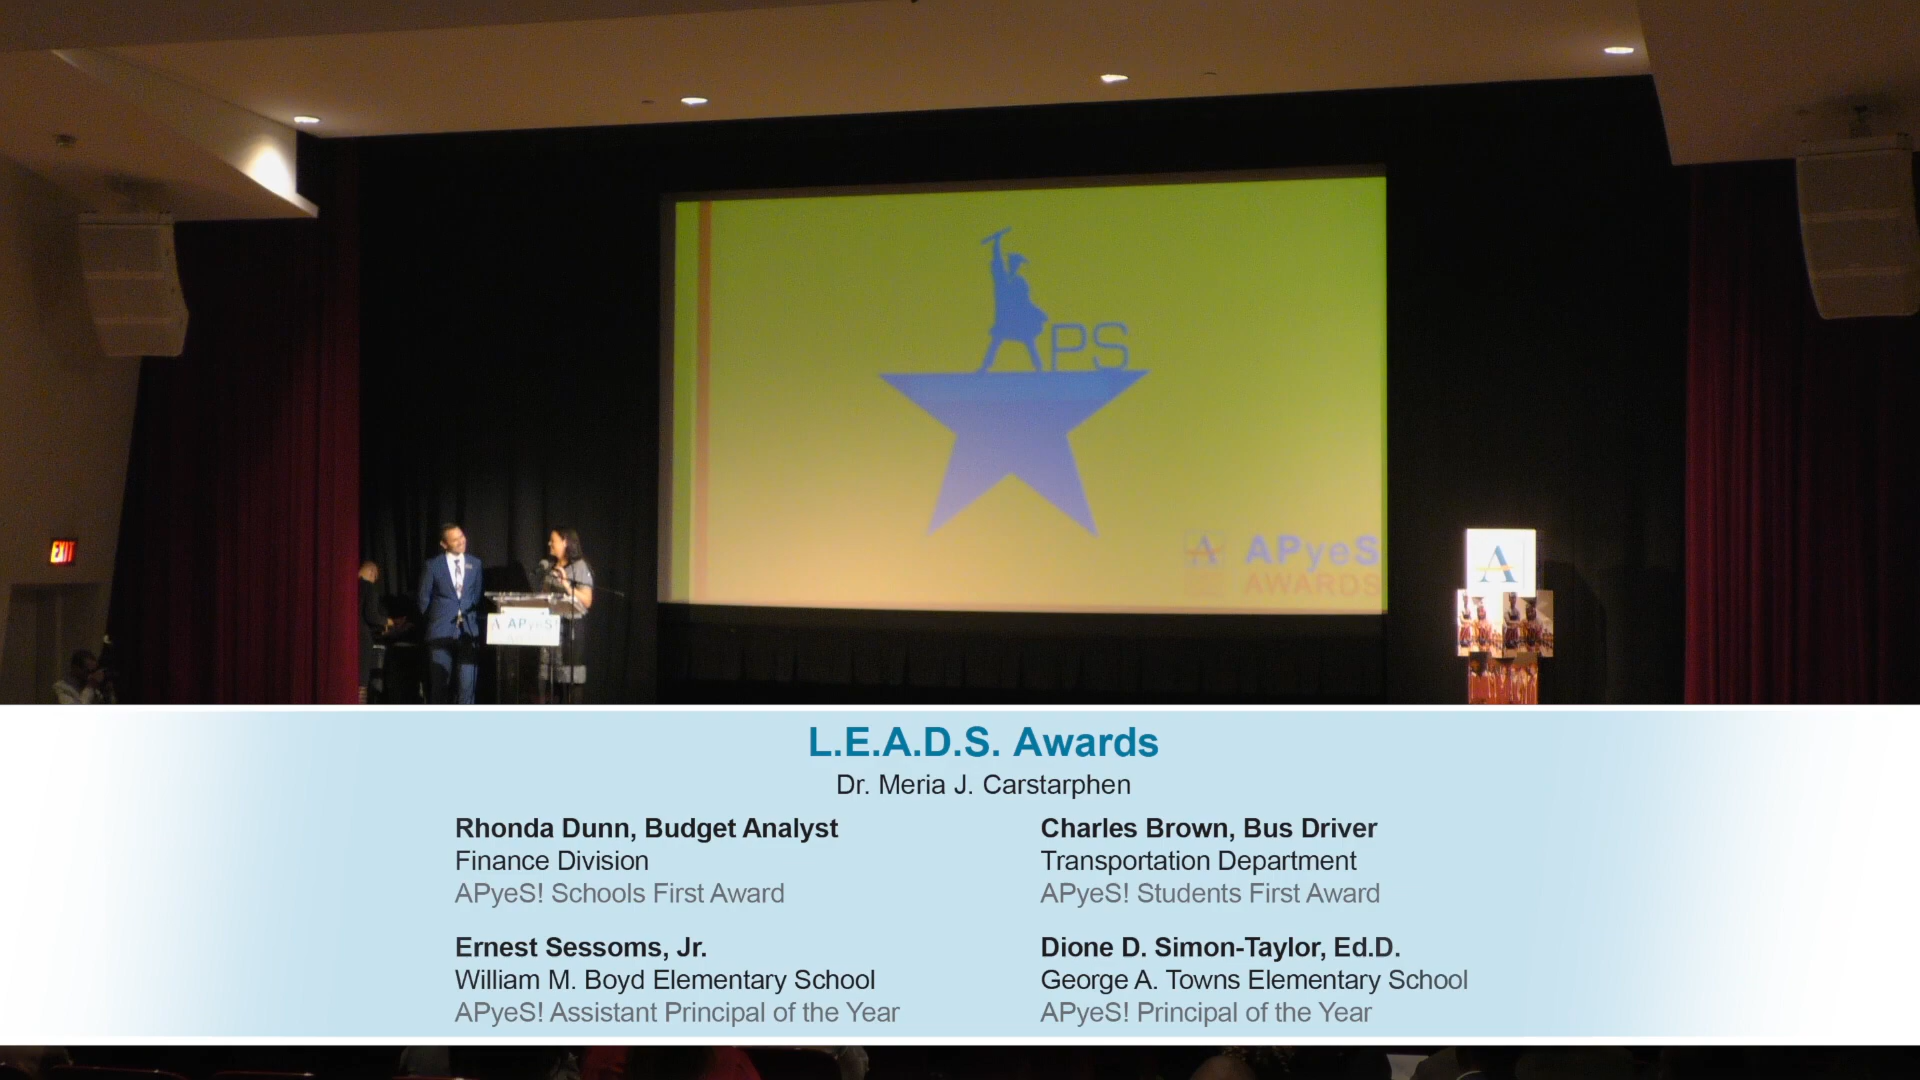 PS
A APyeS
AWARDS
EXIT
A
A APyeS!
L.E.A.D.S. Awards
Dr. Meria J. Carstarphen
Rhonda Dunn, Budget Analyst
Finance Division
APyeS! Schools First Award
Charles Brown, Bus Driver
Transportation Department
APyeS! Students First Award
Ernest Sessoms, Jr.
William M. Boyd Elementary School
APyeS! Assistant Principal of the Year
Dione D. Simon-Taylor, Ed.D.
George A. Towns Elementary School
APyeS! Principal of the Year